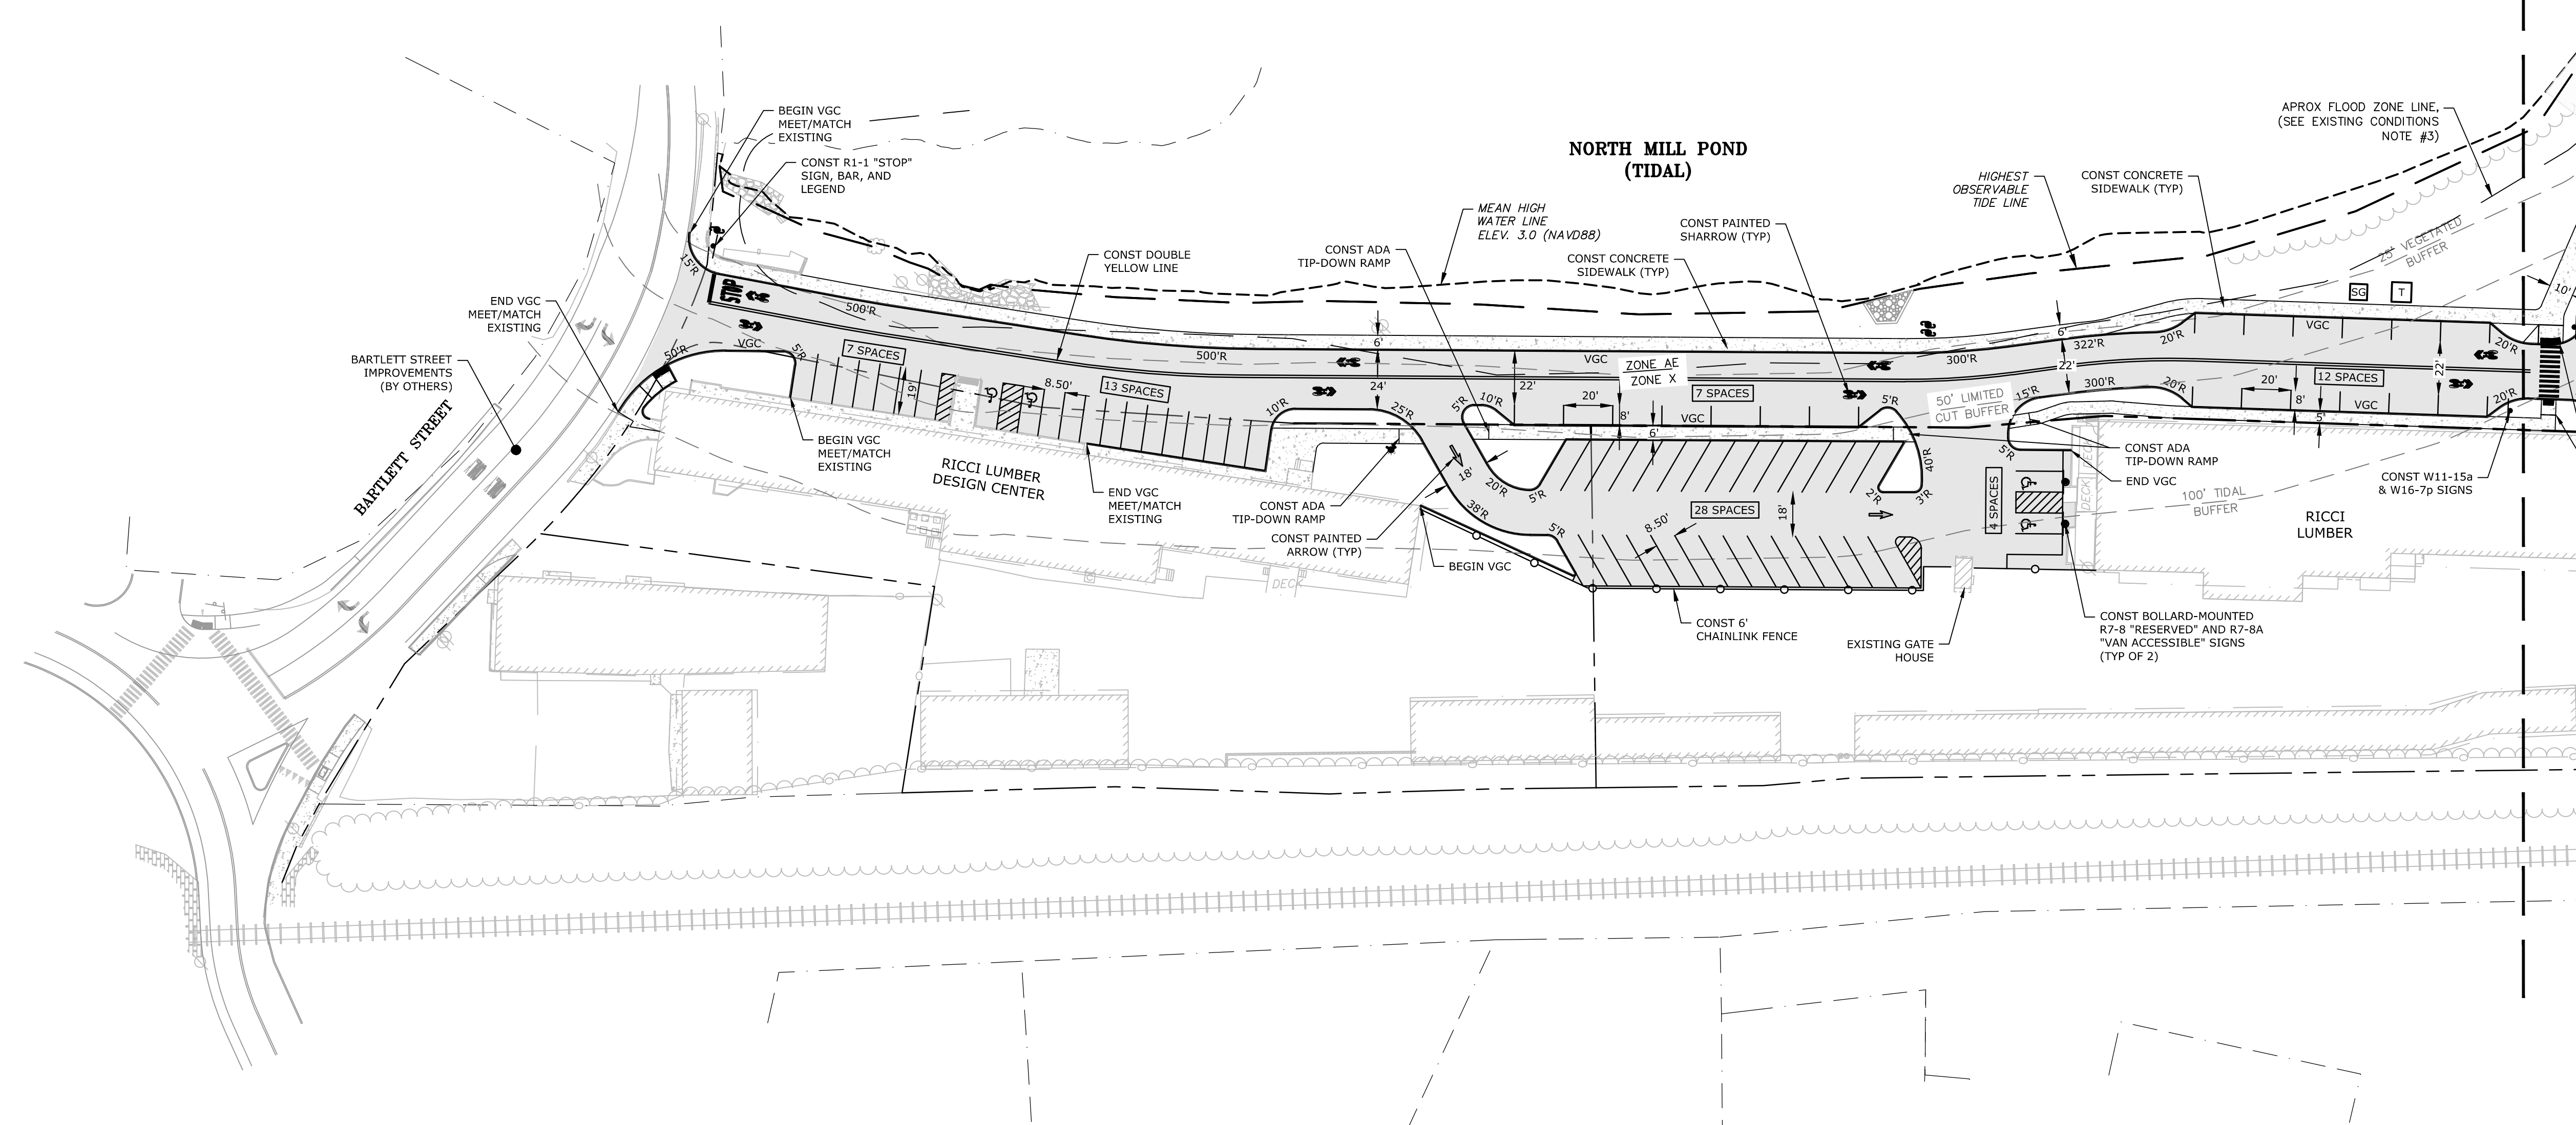 BEGIN VGC
MEET/MATCH
EXISTING
CONST R1-1 "STOP"
SIGN, BAR, AND
LEGEND
END VGC
MEET/MATCH
EXISTING
BARTLETT STREET
IMPROVEMENTS
(BY OTHERS)
BARTLETT STREET
15'R
STOP
50'R
VGC
5'R
500'R
7 SPACES
19'
8.50'
13 SPACES
CONST DOUBLE
YELLOW LINE
BEGIN VGC
MEET/MATCH
EXISTING
RICCI LUMBER
DESIGN CENTER
END VGC
MEET/MATCH
EXISTING
500'R
10'R
25'R
6'
24'
CONST ADA
TIP-DOWN RAMP
MEAN HIGH
WATER LINE
ELEV. 3.0 (NAVD88)
NORTH MILL POND
(TIDAL)
CONST CONCRETE
SIDEWALK (TYP)
CONST PAINTED
SHARROW (TYP)
5'R
10'R
22'
VGC
ZONE AE
ZONE X
20'
8'
6'
VGC
7 SPACES
5'R
CONST ADA
TIP-DOWN RAMP
CONST PAINTED
ARROW (TYP)
18'
20'R
5'R
38'R
5'R
BEGIN VGC
DECK
8.50'
28 SPACES
18'
2'R
3'R
40'R
CONST 6'
CHAINLINK FENCE
EXISTING GATE
HOUSE
HIGHEST
OBSERVABLE
TIDE LINE
CONST CONCRETE
SIDEWALK (TYP)
APROX FLOOD ZONE LINE,
(SEE EXISTING CONDITIONS
NOTE #3)
25' VEGETATED
BUFFER
SG
T
10'
300'R
6'
322'R
20'R
22'
50' LIMITED
CUT BUFFER
15'R
300'R
20'R
VGC
20'
12 SPACES
8'
VGC
5'
22'
20'R
20'R
5'R
4 SPACES
DECK
CONST ADA
TIP-DOWN RAMP
END VGC
100' TIDAL
BUFFER
CONST W11-15a
& W16-7p SIGNS
RICCI
LUMBER
CONST BOLLARD-MOUNTED
R7-8 "RESERVED" AND R7-8A
"VAN ACCESSIBLE" SIGNS
(TYP OF 2)